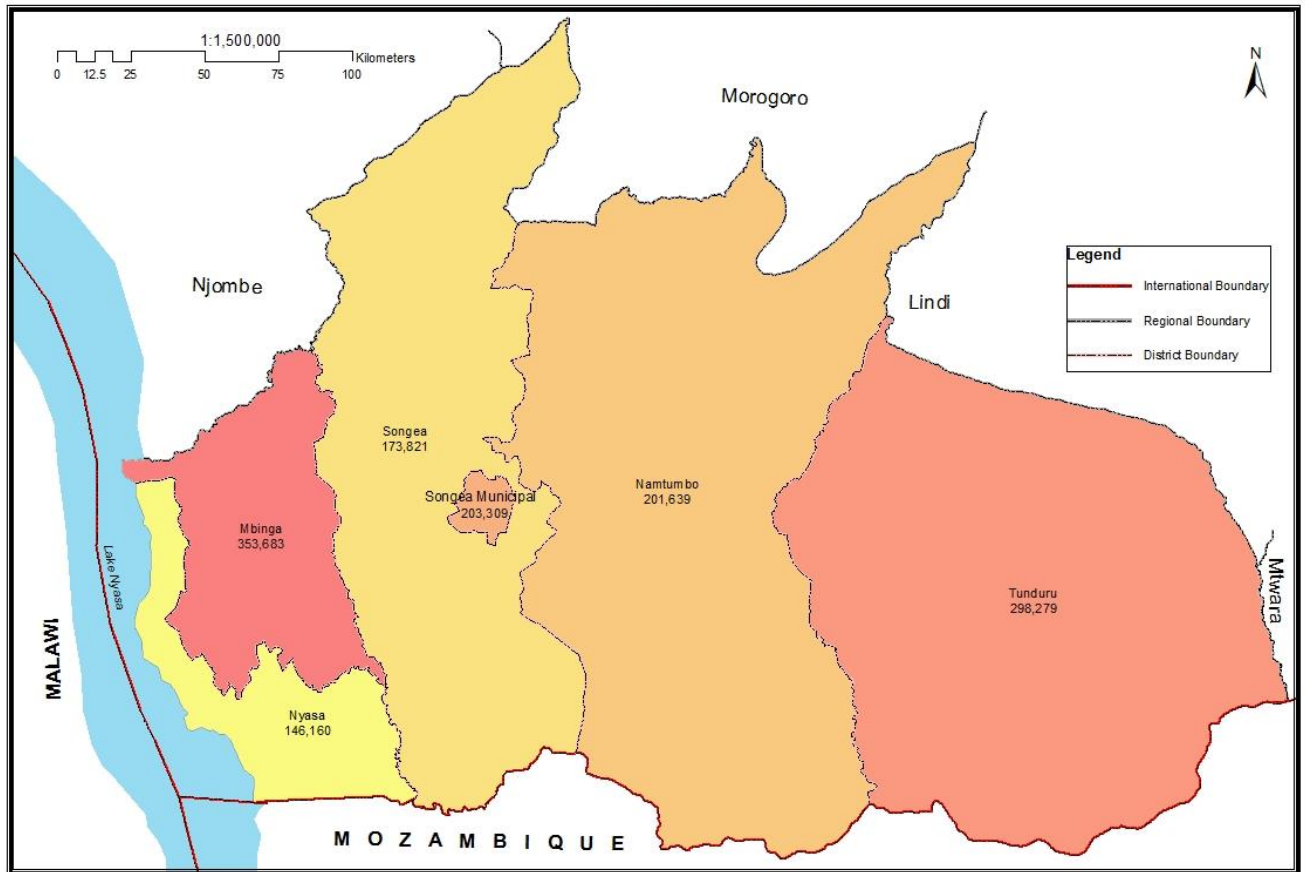 1:1,500,000
Kilometers
0 12.5 25 50 75 100
N
Morogoro
Njombe
Lindi
Legend
International Boundary
Regional Boundary
District Boundary
Songea
173,821
Songea Municipal
203,309
Namtumbo
201,639
Mbinga
353,683
Lake Nyasa
Tunduru
298,279
Mtwara
MALAWI
Nyasa
146,160
MOZAMBIQUE